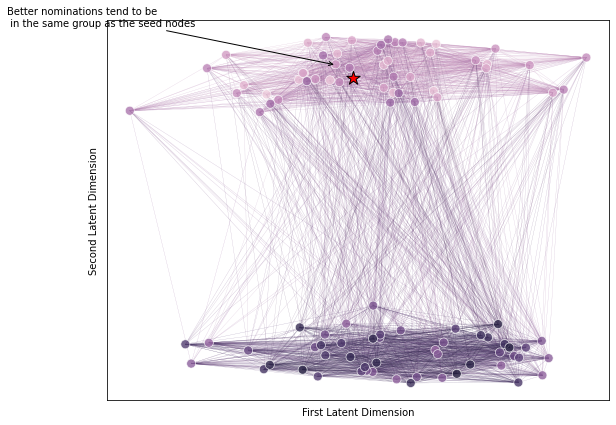 Better nominations tend to be
in the same group as the seed nodes
Second Latent Dimension
First Latent Dimension